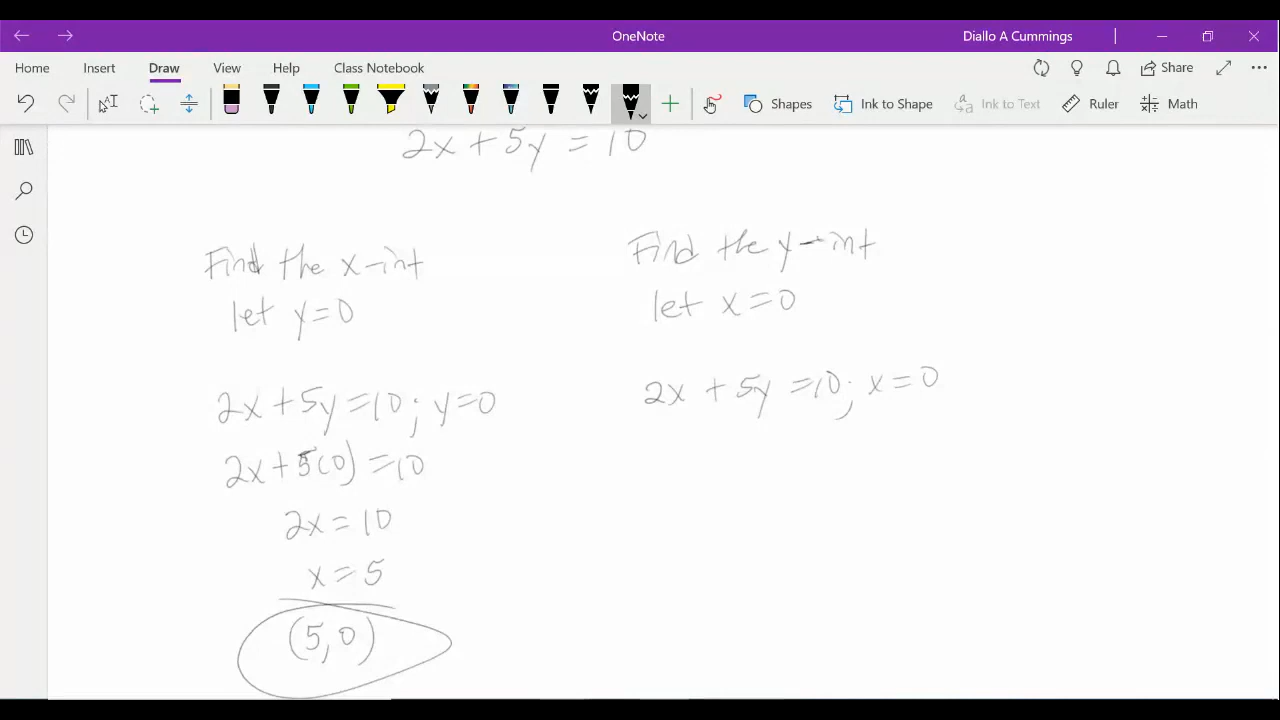 OneNote
Diallo A Cummings
Home Insert Draw View Help Class Notebook
Share
Shapes Ink to Shape Ink to Text Ruler Math
2x + 5y = 10
Find the x-int
let y=0
2x + 5y = 10; y=0
2x + 5(0) = 10
2x = 10
x = 5
(5,0)
Find the y-int
let x=0
2x + 5y = 10; x=0